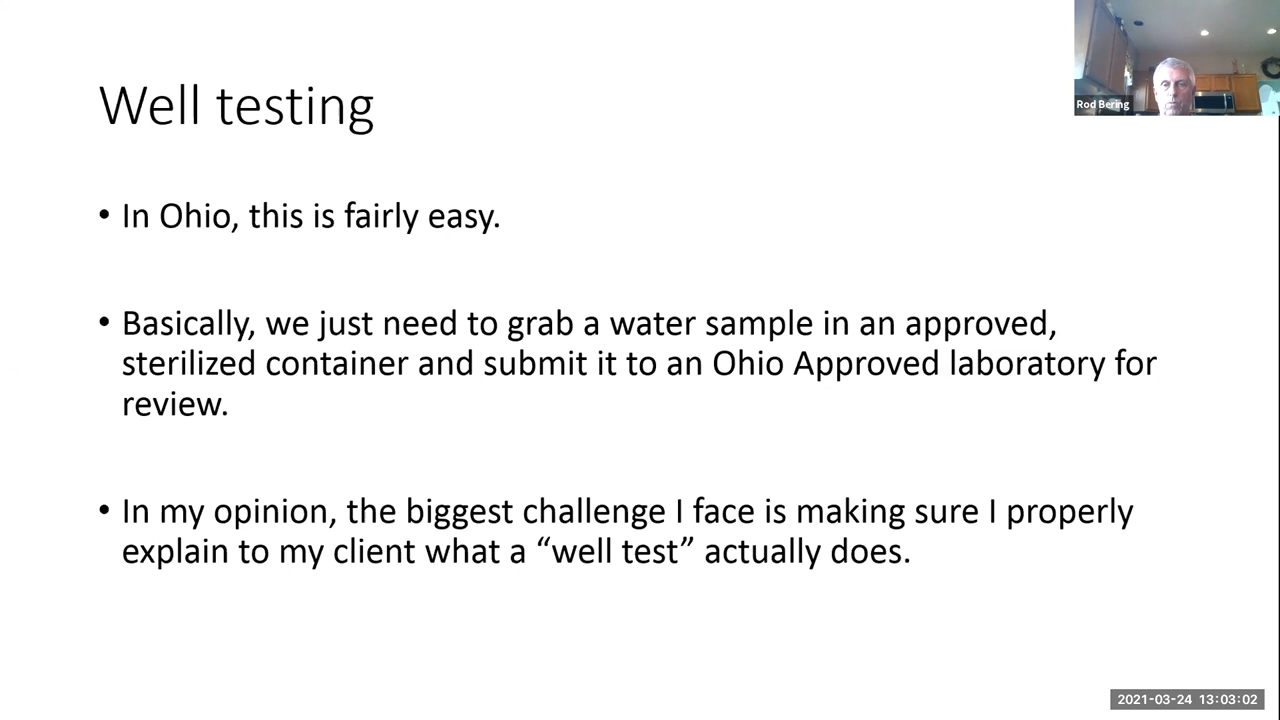 Well testing
Rod Bering
• In Ohio, this is fairly easy.
• Basically, we just need to grab a water sample in an approved,
sterilized container and submit it to an Ohio Approved laboratory for
review.
• In my opinion, the biggest challenge I face is making sure I properly
explain to my client what a “well test” actually does.
2021-03-24 13:03:02